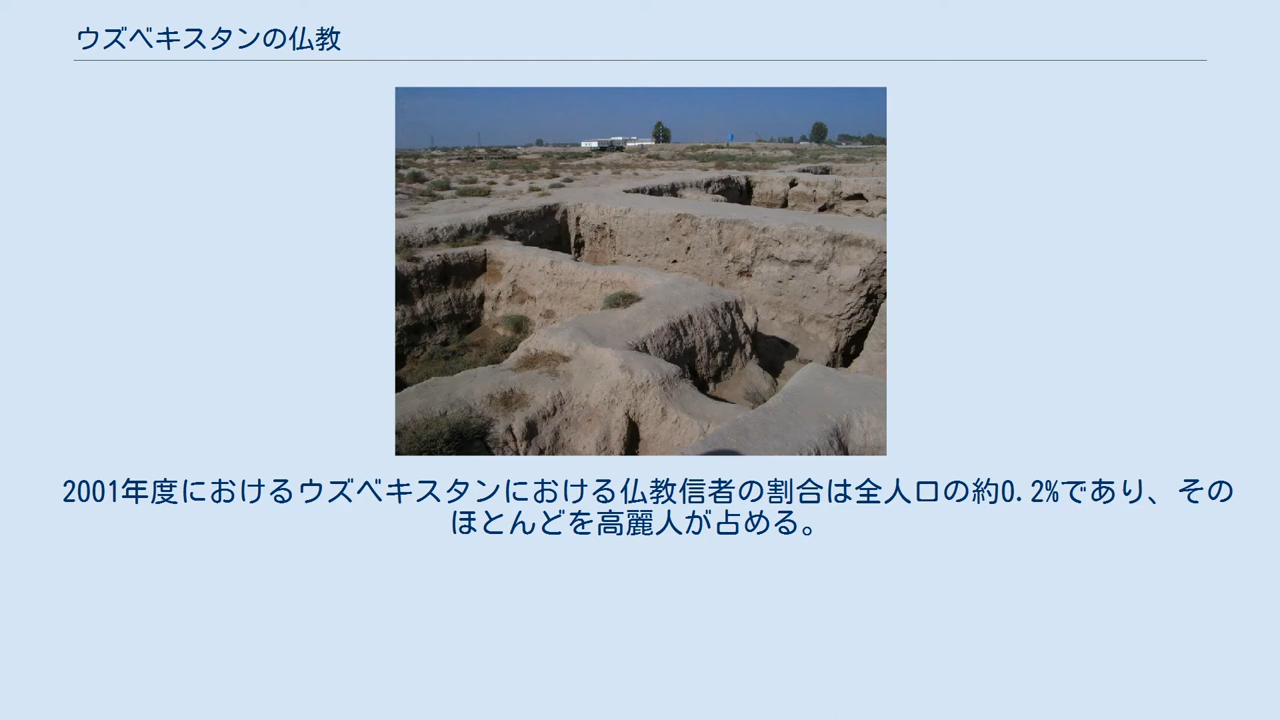 ウズベキスタンの仏教
2001年度におけるウズベキスタンにおける仏教信者の割合は全人口の約0.2%であり、その
ほとんどを高麗人が占める。